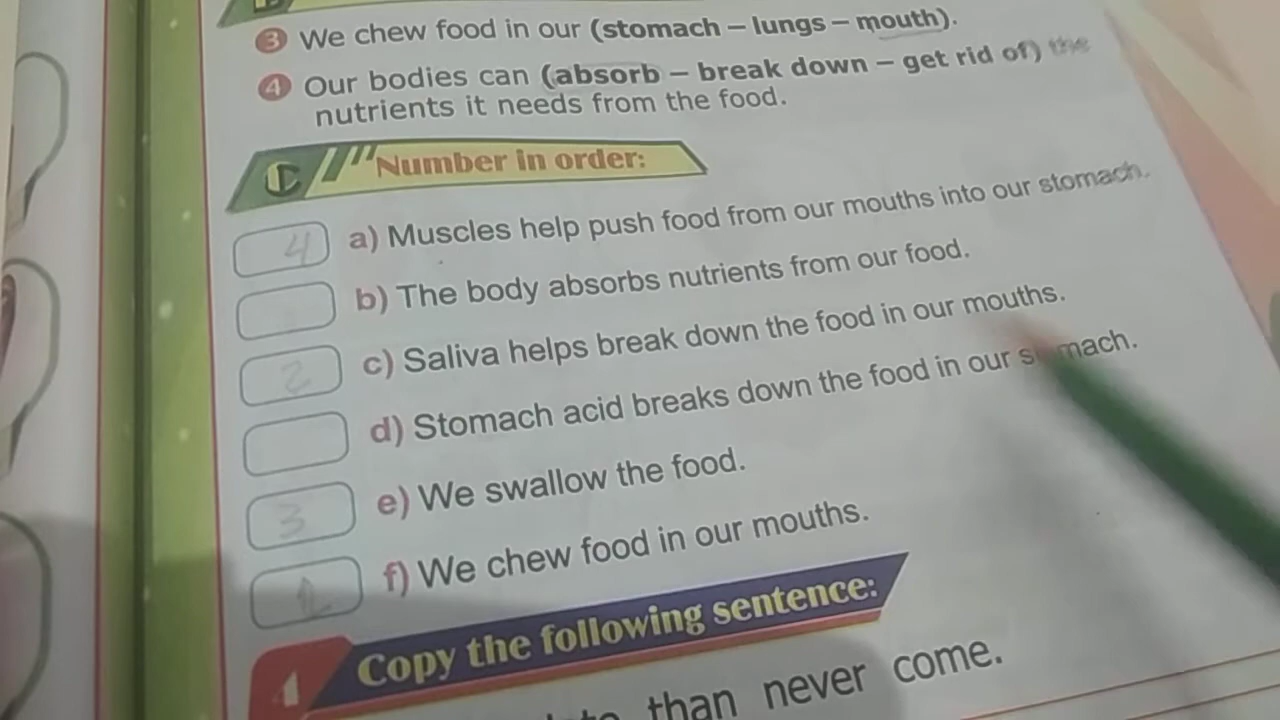 3 We chew food in our (stomach – lungs – mouth).
4 Our bodies can (absorb – break down – get rid of) the
nutrients it needs from the food.
C Number in order:
4 a) Muscles help push food from our mouths into our stomach.
b) The body absorbs nutrients from our food.
2 c) Saliva helps break down the food in our mouths.
d) Stomach acid breaks down the food in our stomach.
3 e) We swallow the food.
1 f) We chew food in our mouths.
4 Copy the following sentence:
than never come.